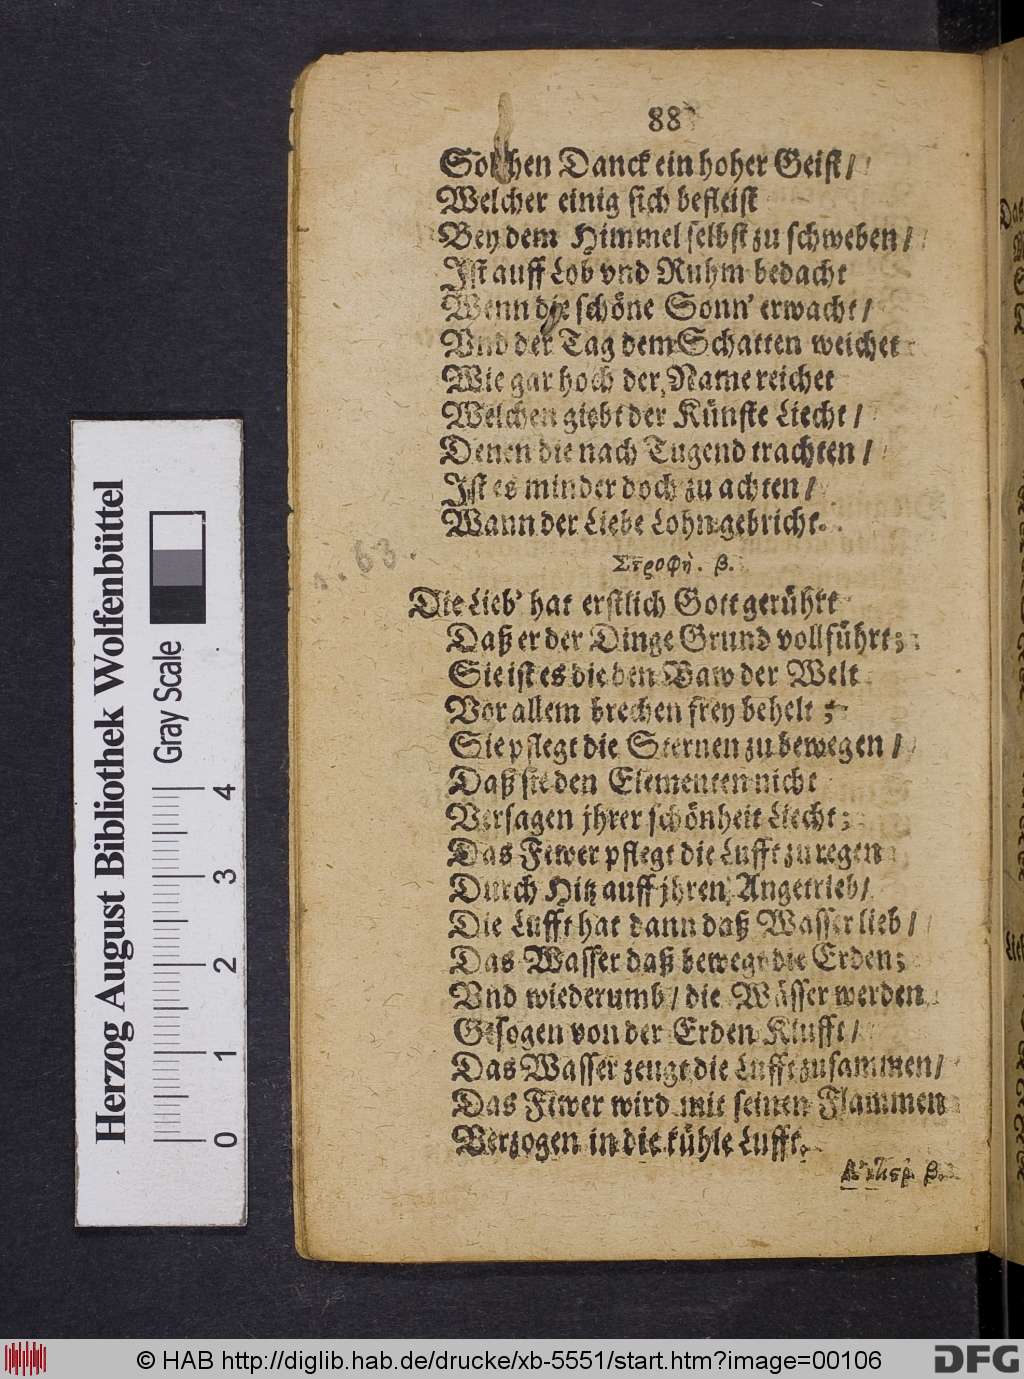 88
Solchen Danck ein hoher Geist /
Welcher einig sich befleist
Bey dem Himmel selbst zu schweben /
Ist auff Lob vnd Ruhm bedacht
Wenn die schöne Sonn' erwacht /
Vnd der Tag dem Schatten weichet
Wie gar hoch der Name reichet
Welchen giebt der Künste Liecht /
Denen die nach Tugend trachten /
Ist es minder doch zu achten /
Wann der Liebe Lohn gebricht.
Στροφὴ. β.
Die Lieb' hat erstlich Gott gerührt
Daß er der Dinge Grund vollführt;
Sie ist es die den Baw der Welt
Vor allem brechen frey behelt;
Sie pflegt die Sternen zu bewegen /
Daß sie den Elementen nicht
Versagen jhrer schönheit Liecht;
Das Fewer pflegt die Lufft zu regen
Durch Hitz auff jhren Angetrieb /
Die Lufft hat dann daß Wasser lieb /
Das Wasser daß bewegt die Erden;
Vnd wiederumb / die Wässer werden
Gesogen von der Erden Klufft /
Das Wasser zeugt die Lufft zusammen /
Das Fewer wird mit seinen Flammen
Verzogen in die kühle Lufft.
β.
63.
Herzog August Bibliothek Wolfenbüttel
Gray Scale
0 1 2 3 4
© HAB http://diglib.hab.de/drucke/xb-5551/start.htm?image=00106
DFG